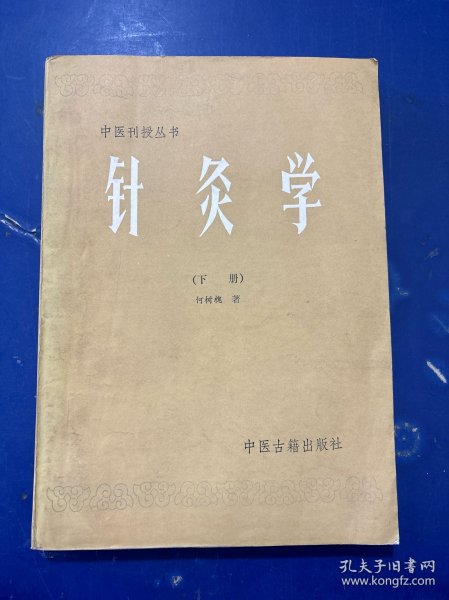 中医刊授丛书
针灸学
(下 册)
何树槐 著
中医古籍出版社
孔夫子旧书网
www.kongfz.com